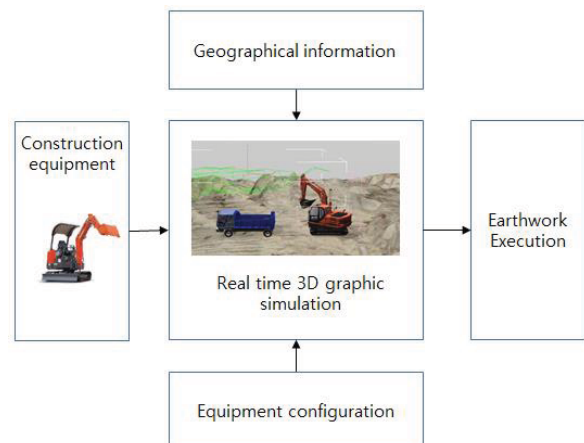 Geographical information
Construction
equipment
Real time 3D graphic
simulation
Earthwork
Execution
Equipment configuration